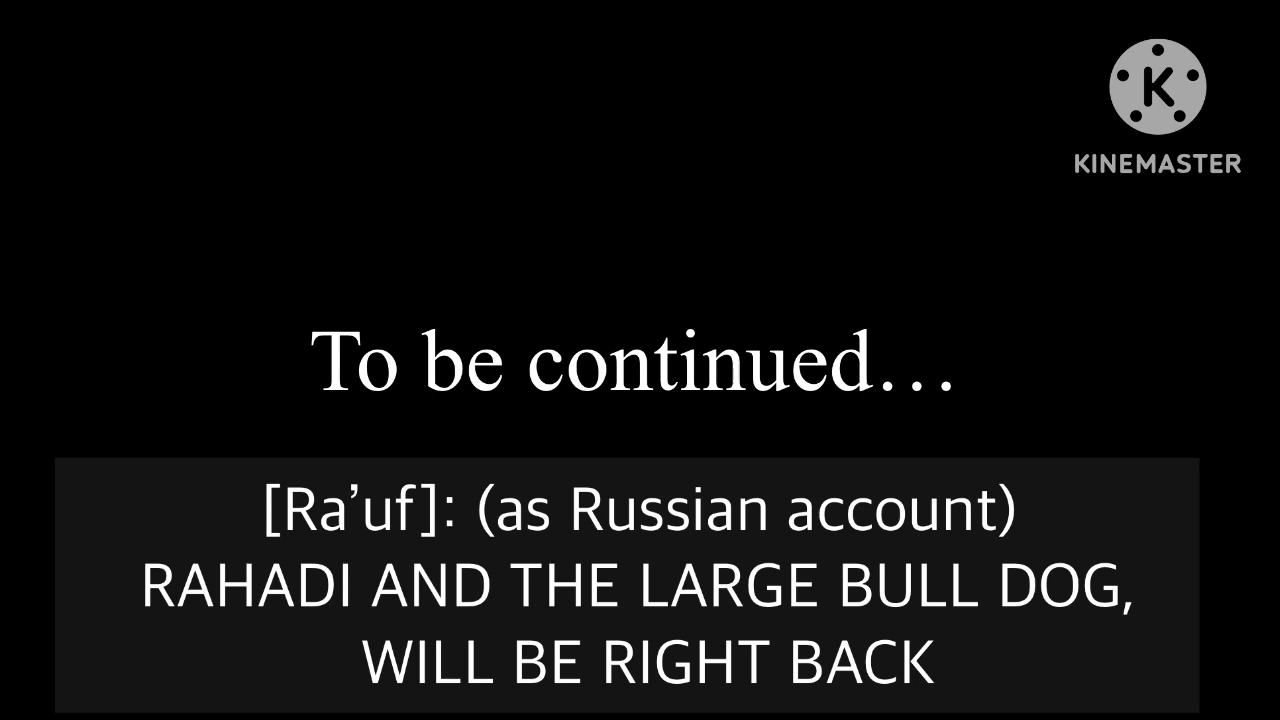 K
KINEMASTER
To be continued…
[Ra’uf]: (as Russian account)
RAHADI AND THE LARGE BULL DOG,
WILL BE RIGHT BACK